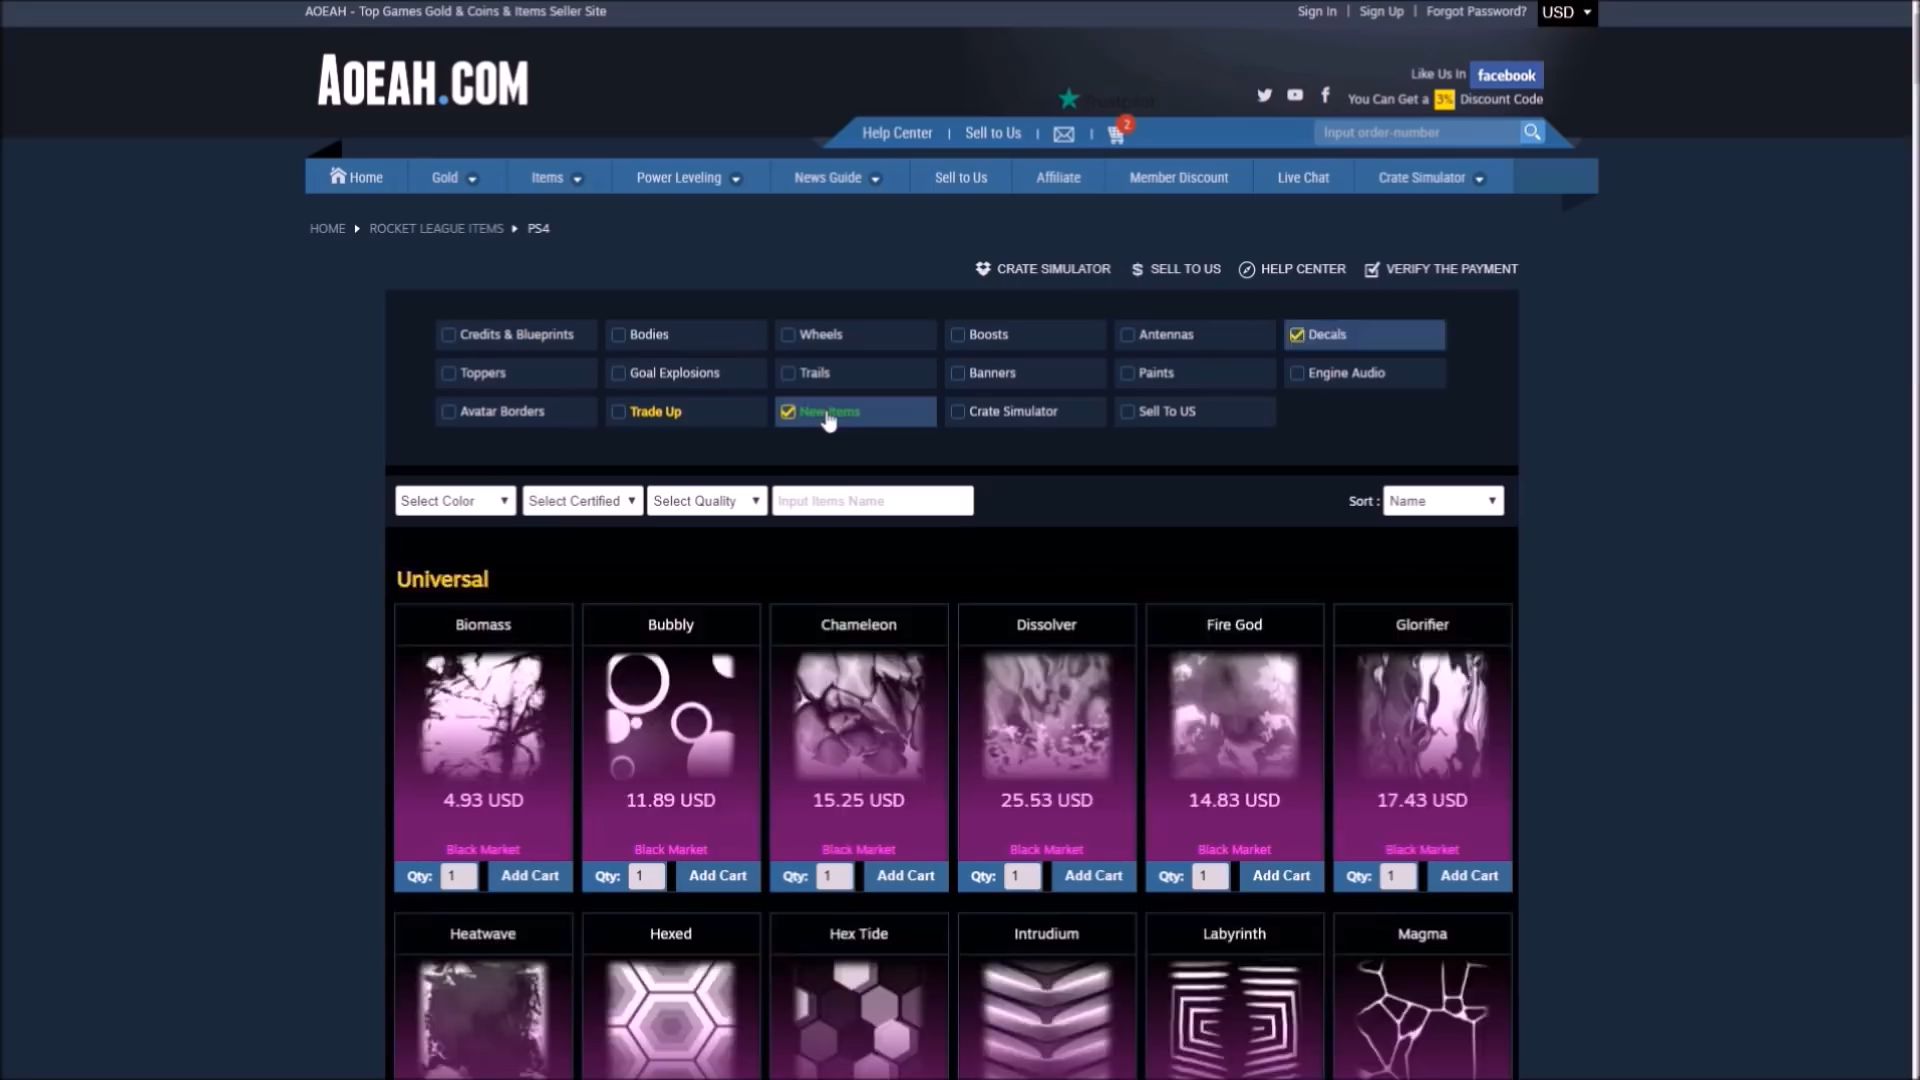 AOEAH - Top Games Gold & Coins & Items Seller Site
Sign In | Sign Up | Forgot Password? USD
AOEAH.COM
Like Us In facebook
You Can Get a 3% Discount Code
Trustpilot
Help Center | Sell to Us | | 2
Input order-number
Home Gold Items Power Leveling News Guide Sell to Us Affiliate Member Discount Live Chat Crate Simulator
HOME ROCKET LEAGUE ITEMS PS4
CRATE SIMULATOR $ SELL TO US HELP CENTER VERIFY THE PAYMENT
Credits & Blueprints Bodies Wheels Boosts Antennas Decals
Toppers Goal Explosions Trails Banners Paints Engine Audio
Avatar Borders Trade Up New Items Crate Simulator Sell To US
Select Color Select Certified Select Quality Input Items Name Sort : Name
Universal
Biomass Bubbly Chameleon Dissolver Fire God Glorifier
4.93 USD 11.89 USD 15.25 USD 25.53 USD 14.83 USD 17.43 USD
Black Market Black Market Black Market Black Market Black Market Black Market
Qty: 1 Add Cart Qty: 1 Add Cart Qty: 1 Add Cart Qty: 1 Add Cart Qty: 1 Add Cart Qty: 1 Add Cart
Heatwave Hexed Hex Tide Intrudium Labyrinth Magma